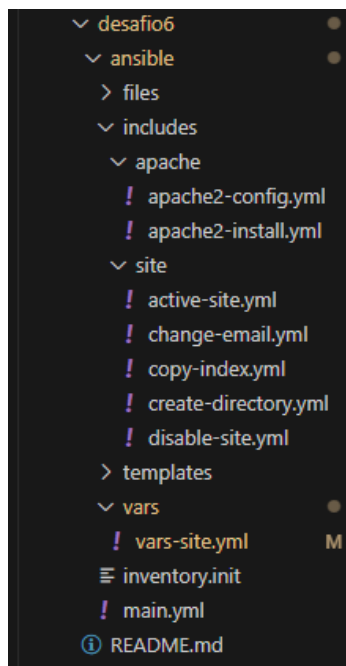 desafio6
ansible
files
includes
apache
! apache2-config.yml
! apache2-install.yml
site
! active-site.yml
! change-email.yml
! copy-index.yml
! create-directory.yml
! disable-site.yml
templates
vars
! vars-site.yml M
inventory.init
! main.yml
README.md